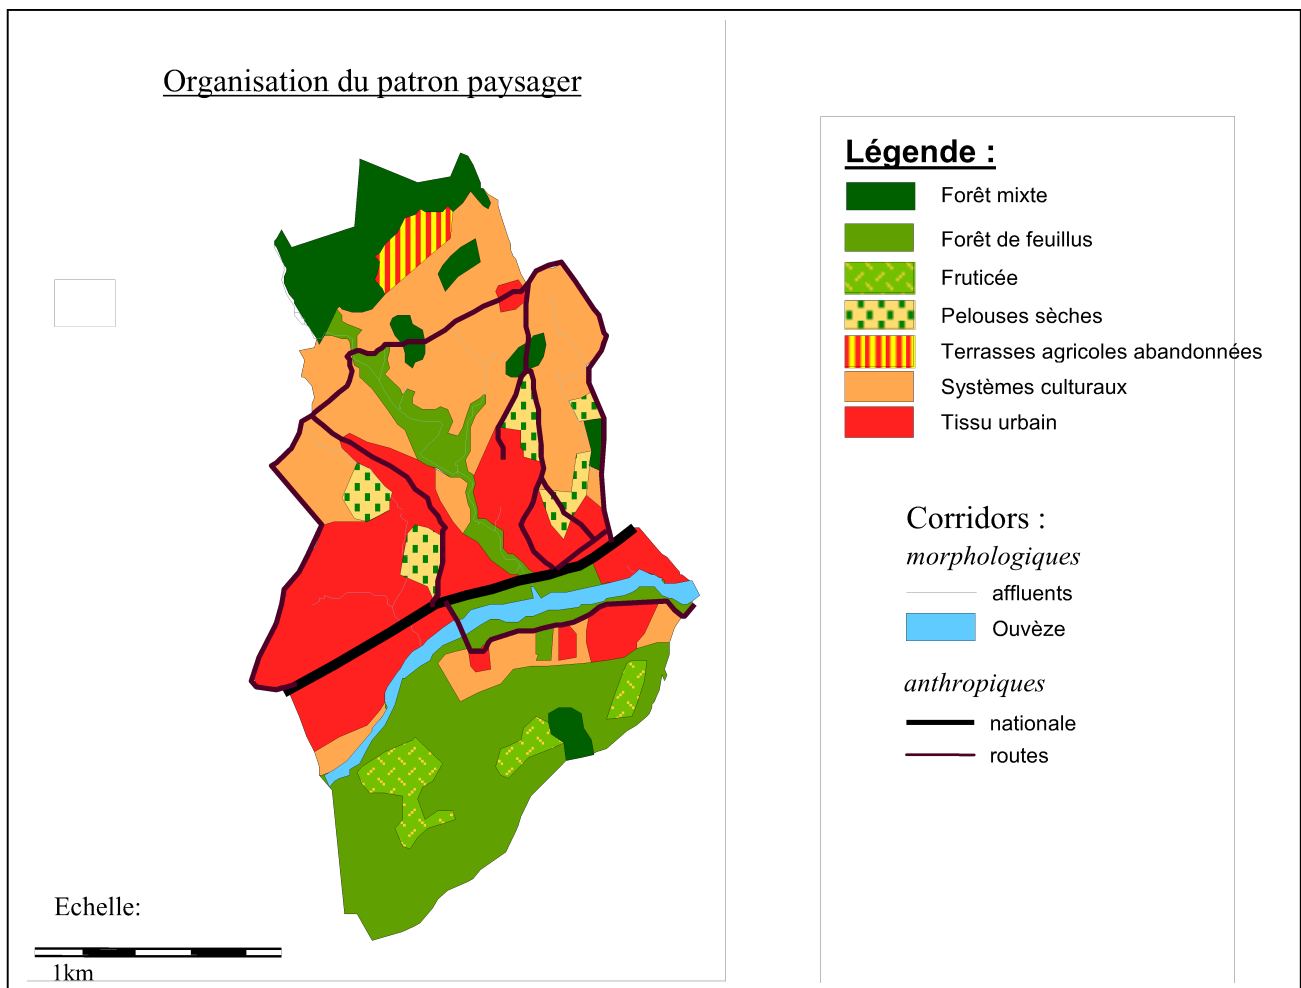 Organisation du patron paysager
Légende :
Forêt mixte
Forêt de feuillus
Fruticée
Pelouses sèches
Terrasses agricoles abandonnées
Systèmes culturaux
Tissu urbain
Corridors :
morphologiques
affluents
Ouvèze
anthropiques
nationale
routes
Echelle:
1km